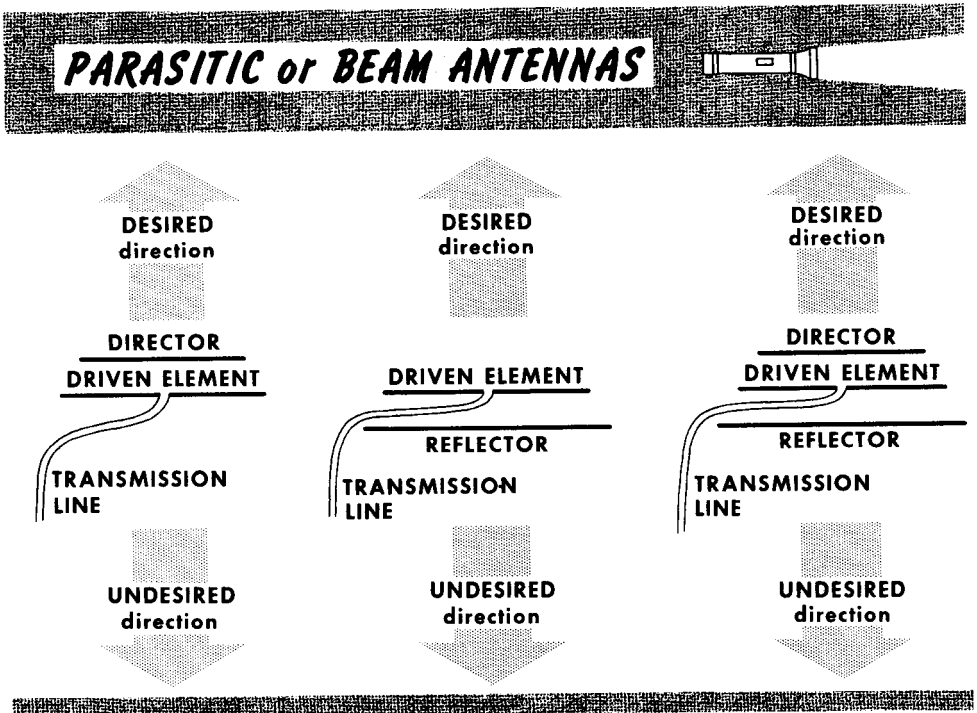 PARASITIC or BEAM ANTENNAS
DESIRED
direction
DIRECTOR
DRIVEN ELEMENT
TRANSMISSION
LINE
UNDESIRED
direction
DESIRED
direction
DRIVEN ELEMENT
REFLECTOR
TRANSMISSION
LINE
UNDESIRED
direction
DESIRED
direction
DIRECTOR
DRIVEN ELEMENT
REFLECTOR
TRANSMISSION
LINE
UNDESIRED
direction